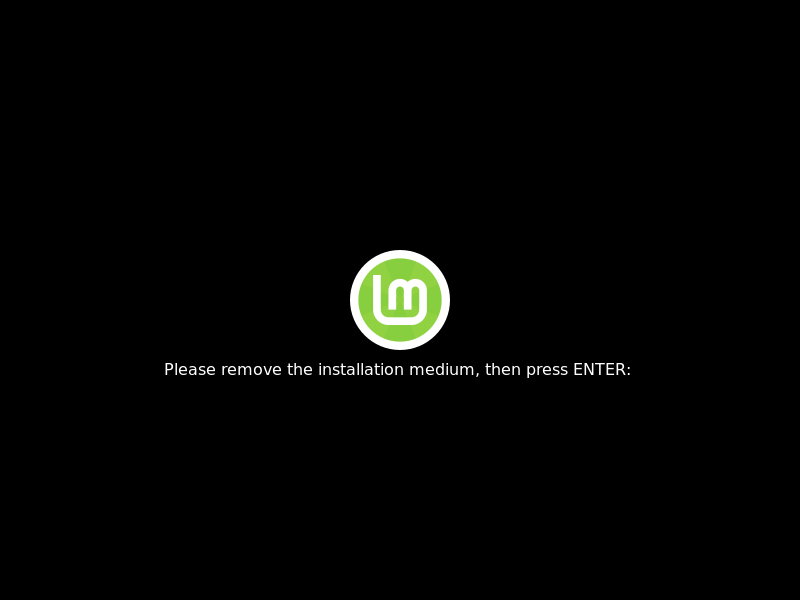 Please remove the installation medium, then press ENTER: